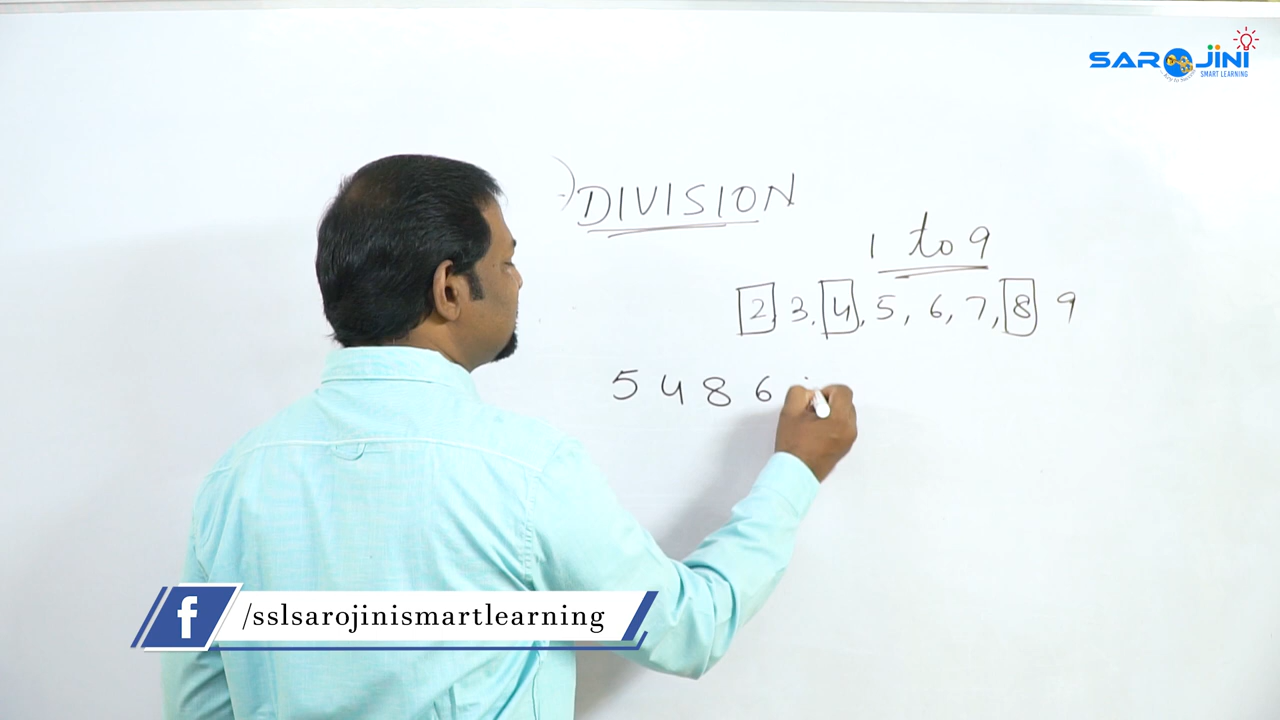 SAROJINI
SMART LEARNING
DIVISION
1 to 9
2, 3, 4, 5, 6, 7, 8 9
5 4 8 6
/sslsarojinismartlearning